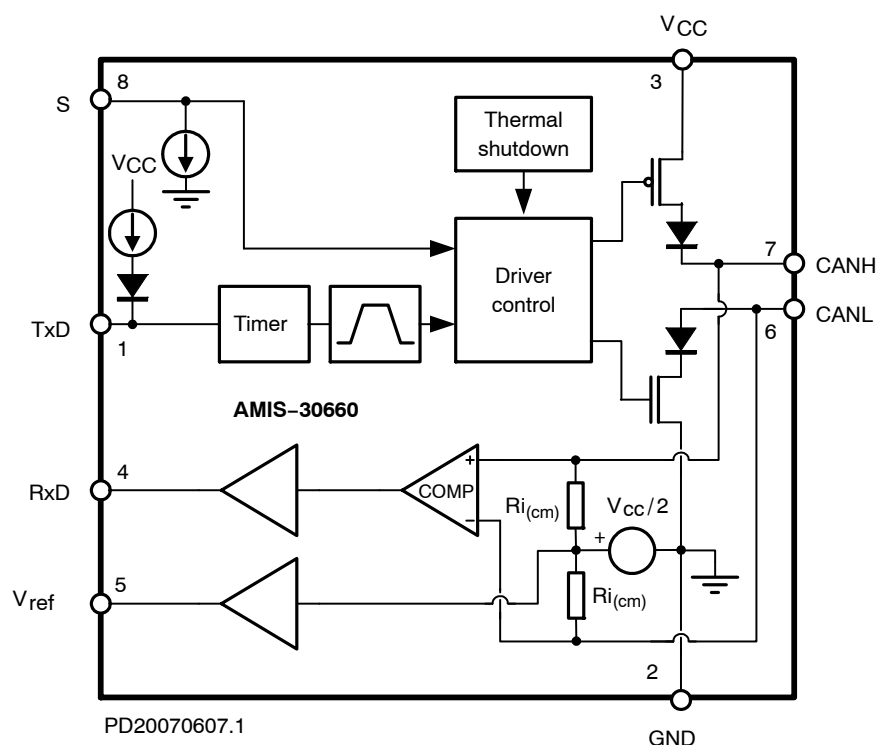 VCC
8
3
S
Thermal
shutdown
VCC
7
CANH
Driver
control
Timer
CANL
TxD
1
6
AMIS−30660
4
+
RxD
COMP
Ri(cm)
VCC/2
−
+
5
Vref
Ri(cm)
2
PD20070607.1
GND